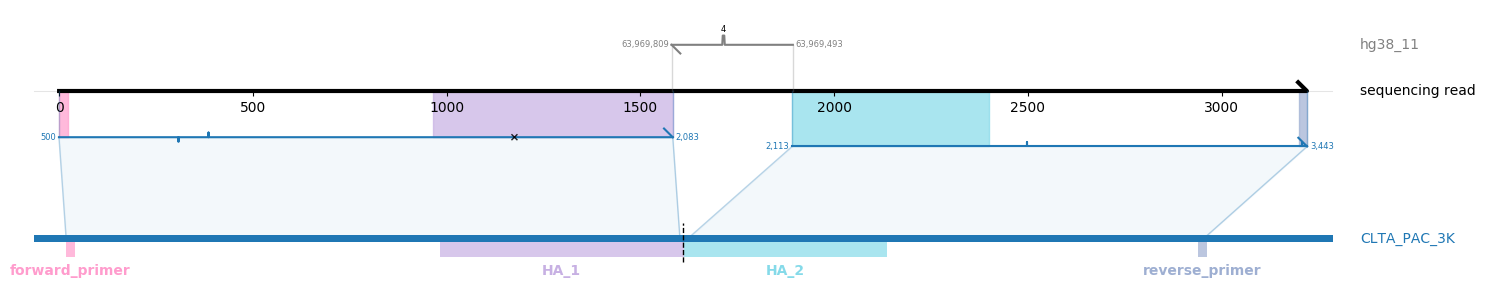 4
63,969,809 63,969,493 hg38_11
sequencing read
0 500 1000 1500 2000 2500 3000
500 2,083
2,113 3,443
CLTA_PAC_3K
forward_primer HA_1 HA_2 reverse_primer